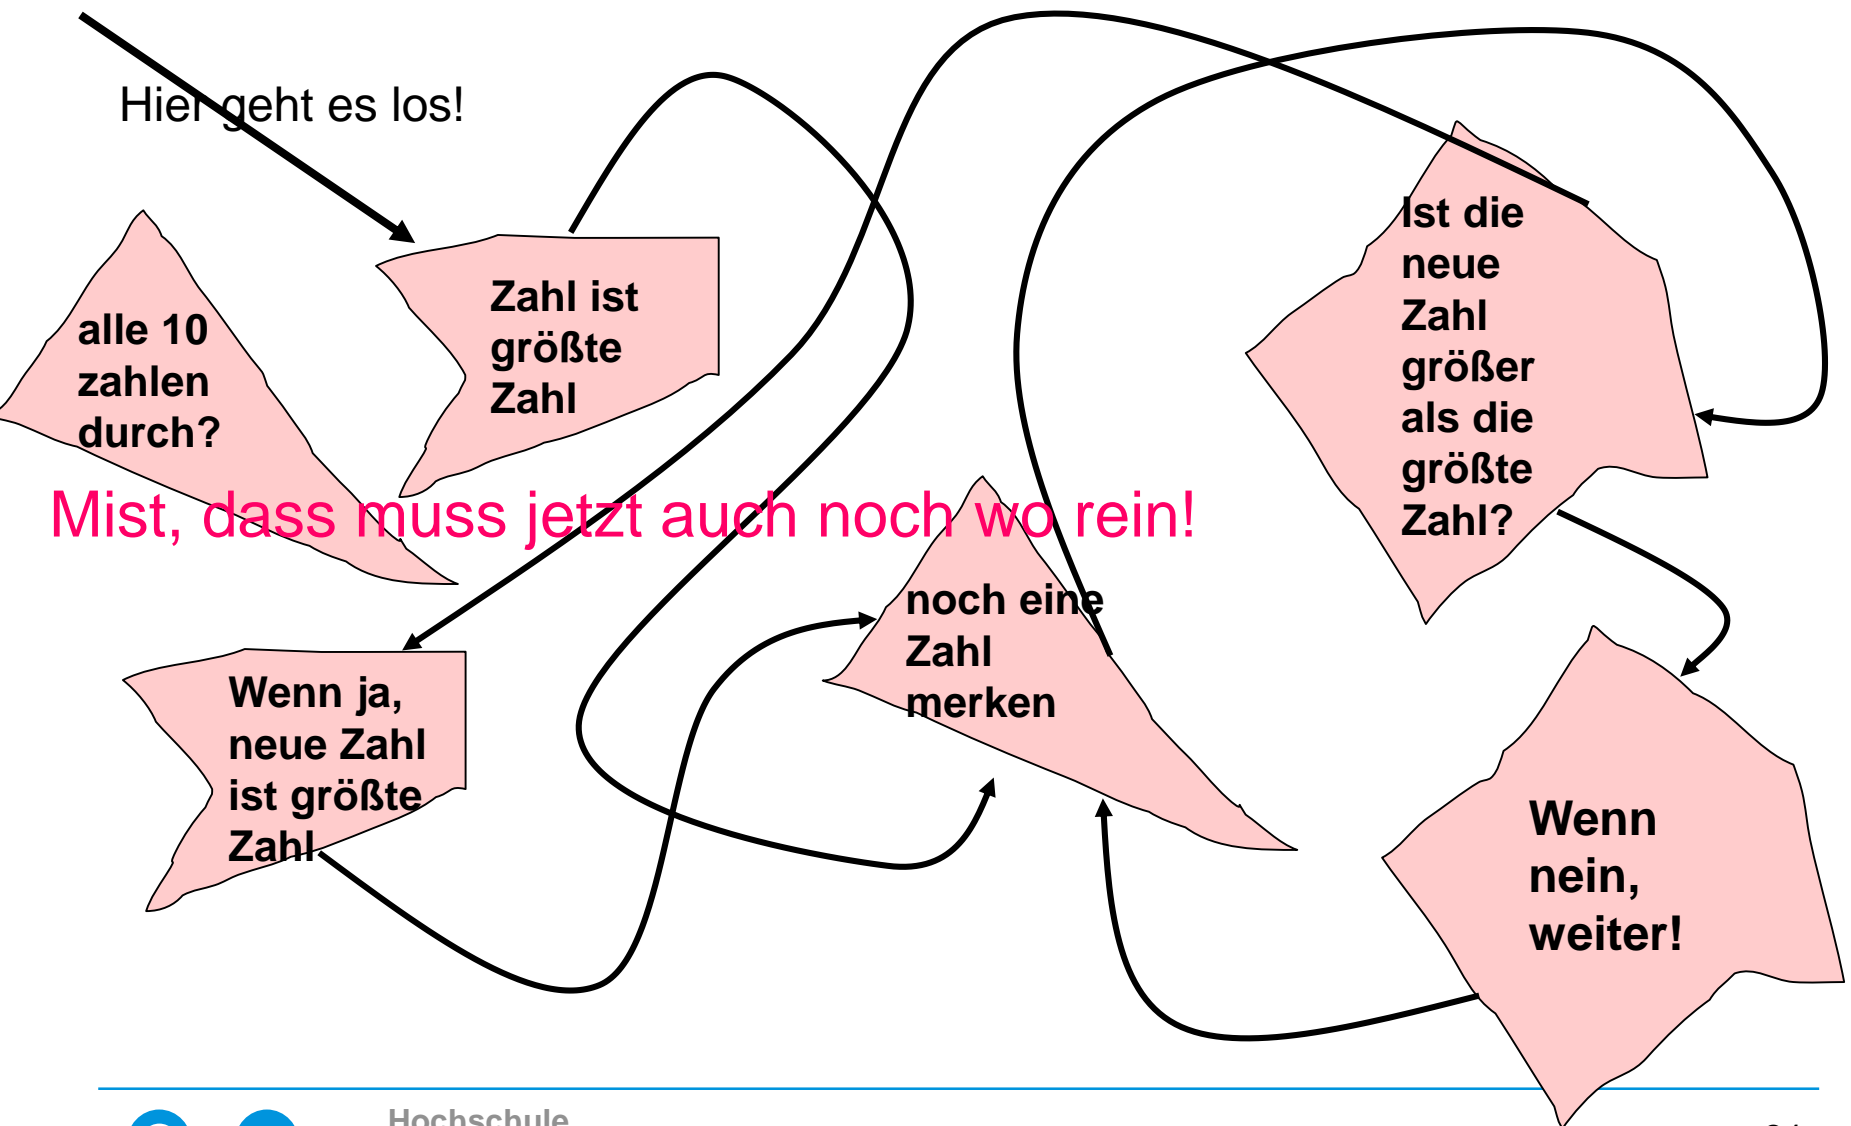 Hier geht es los!
Zahl ist
größte
Zahl
alle 10
zahlen
durch?
Ist die
neue
Zahl
größer
als die
größte
Zahl?
Mist, dass muss jetzt auch noch wo rein!
noch eine
Zahl
merken
Wenn ja,
neue Zahl
ist größte
Zahl
Wenn
nein,
weiter!
Hochschule